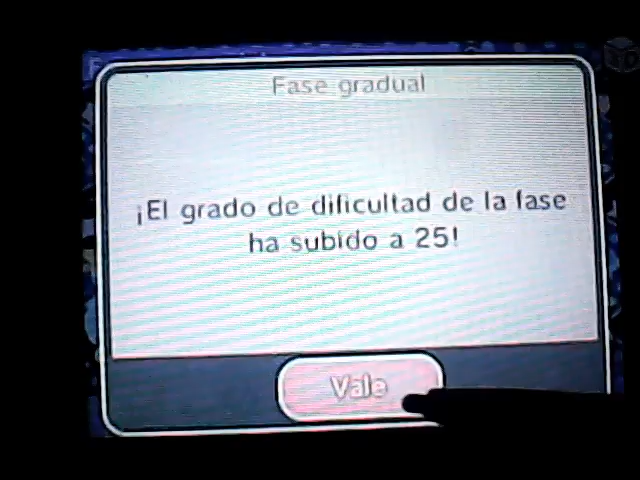 Fase gradual
¡El grado de dificultad de la fase
ha subido a 25!
Vale